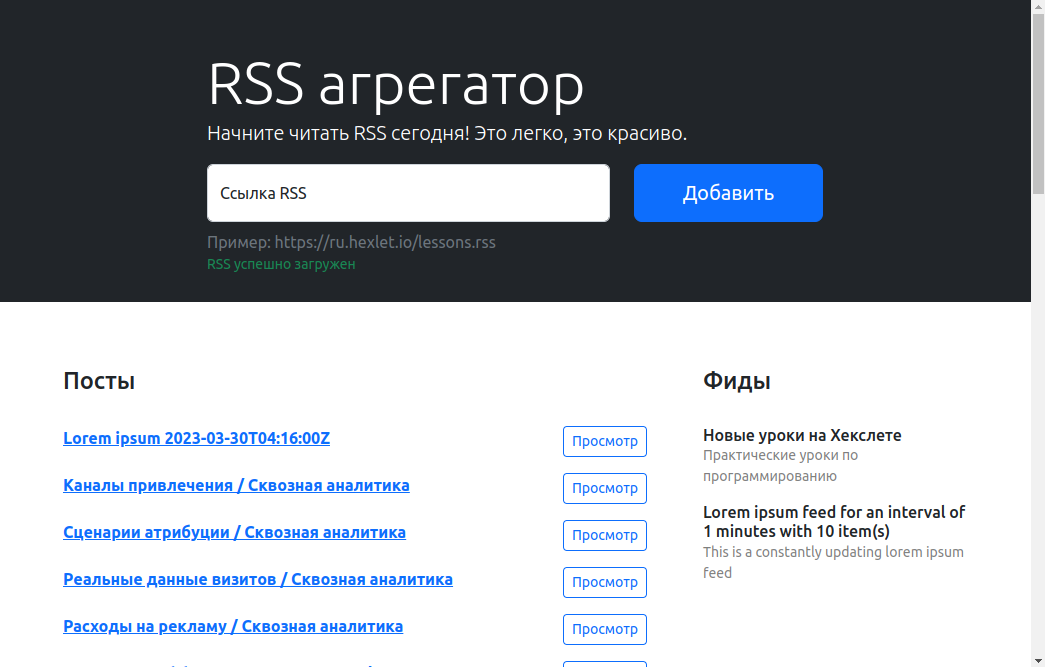 RSS агрегатор
Начните читать RSS сегодня! Это легко, это красиво.
Ссылка RSS
Добавить
Пример: https://ru.hexlet.io/lessons.rss
RSS успешно загружен
Посты
Lorem ipsum 2023-03-30T04:16:00Z
Просмотр
Каналы привлечения / Сквозная аналитика
Просмотр
Сценарии атрибуции / Сквозная аналитика
Просмотр
Реальные данные визитов / Сквозная аналитика
Просмотр
Расходы на рекламу / Сквозная аналитика
Просмотр
Фиды
Новые уроки на Хекслете
Практические уроки по
программированию
Lorem ipsum feed for an interval of
1 minutes with 10 item(s)
This is a constantly updating lorem ipsum
feed